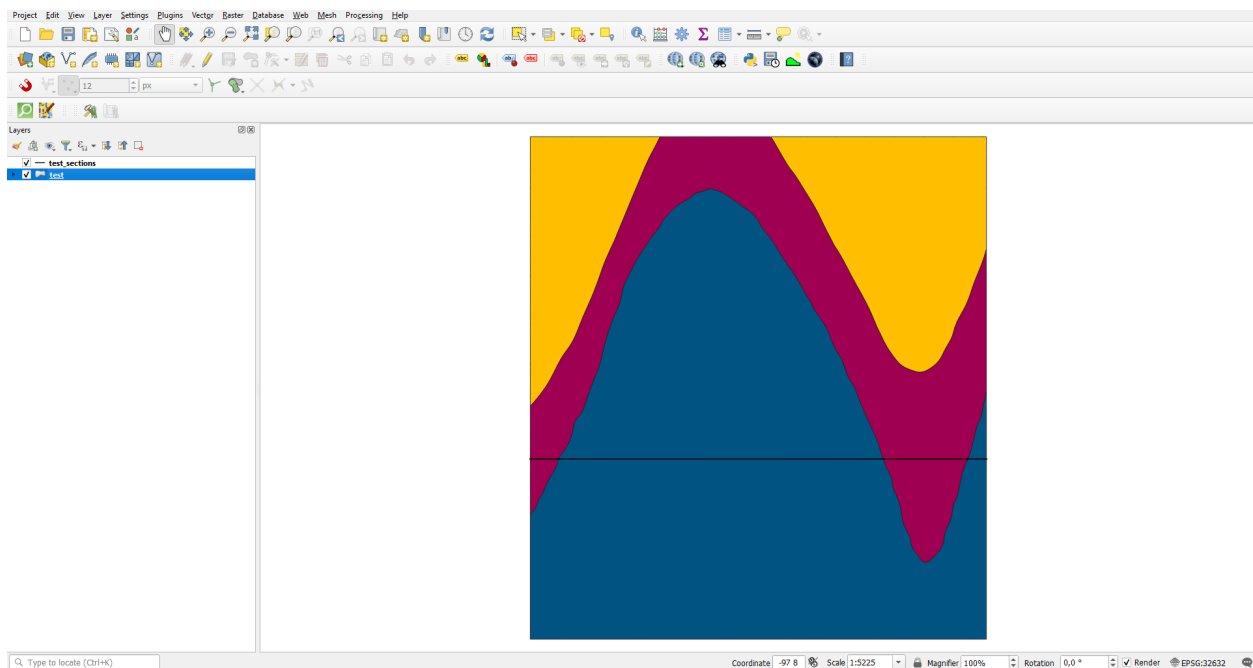 Project Edit View Layer Settings Plugins Vector Raster Database Web Mesh Processing Help
12 px
Layers
test_sections
test
Type to locate (Ctrl+K) Coordinate -97 8 Scale 1:5225 Magnifier 100% Rotation 0,0 ° Render EPSG:32632